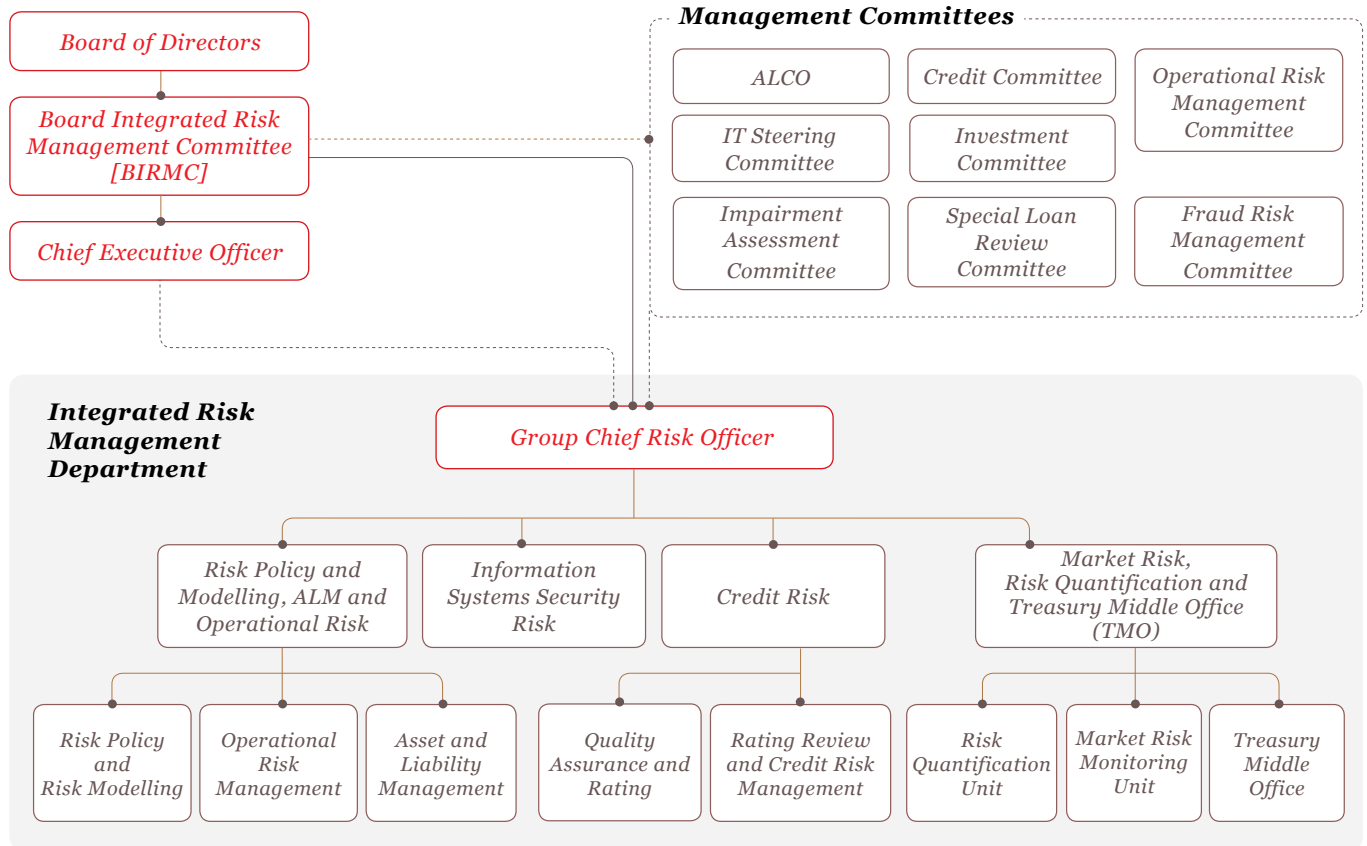 Management Committees
Board of Directors
Board Integrated Risk
Management Committee
[BIRMC]
Chief Executive Officer
ALCO
Credit Committee
Operational Risk
Management
Committee
IT Steering
Committee
Investment
Committee
Impairment
Assessment
Committee
Special Loan
Review
Committee
Fraud Risk
Management
Committee
Integrated Risk
Management
Department
Group Chief Risk Officer
Risk Policy and
Modelling, ALM and
Operational Risk
Information
Systems Security
Risk
Credit Risk
Market Risk,
Risk Quantification and
Treasury Middle Office
(TMO)
Risk Policy
and
Risk Modelling
Operational
Risk
Management
Asset and
Liability
Management
Quality
Assurance and
Rating
Rating Review
and Credit Risk
Management
Risk
Quantification
Unit
Market Risk
Monitoring
Unit
Treasury
Middle
Office